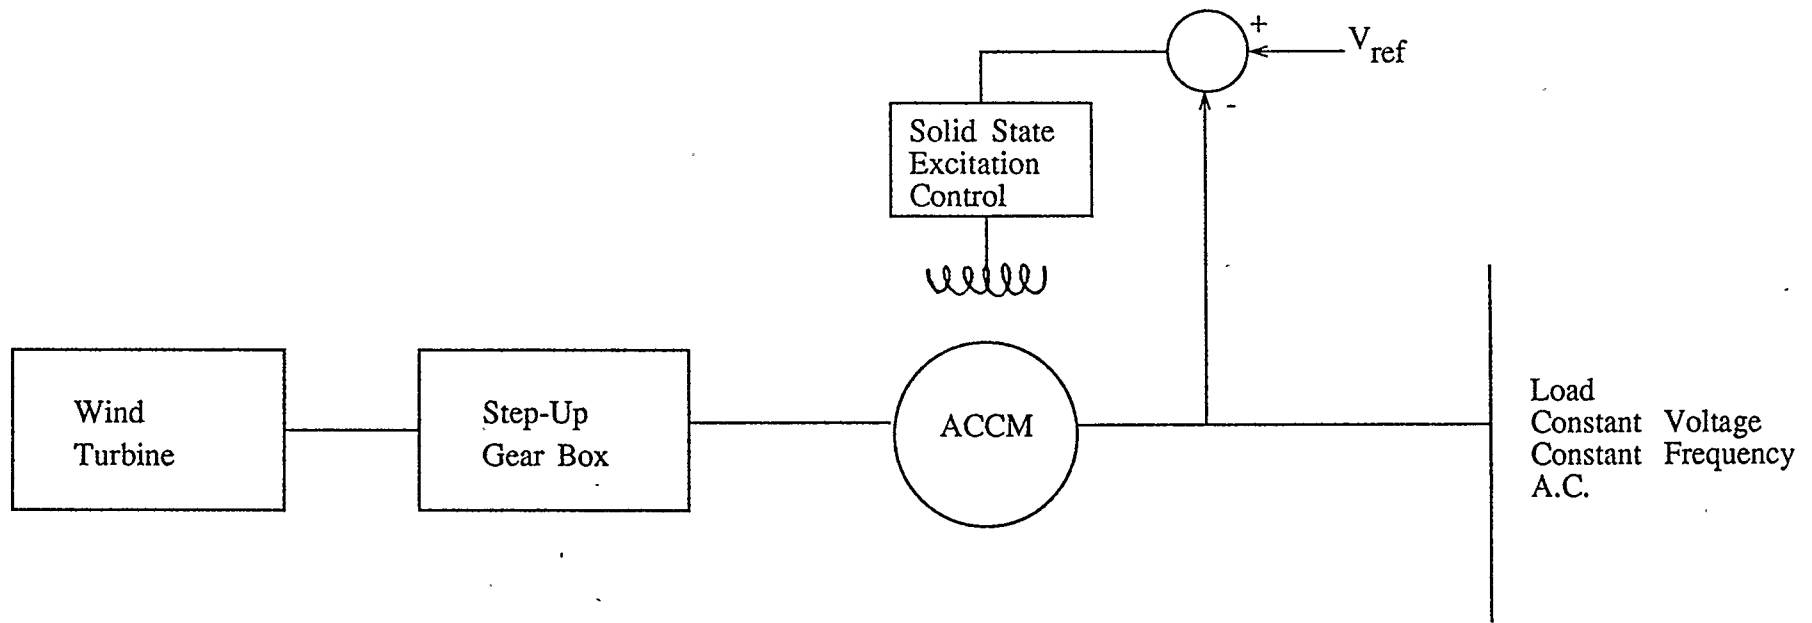 +
V_ref
-
Solid State
Excitation
Control
Wind
Turbine
Step-Up
Gear Box
ACCM
Load
Constant Voltage
Constant Frequency
A.C.